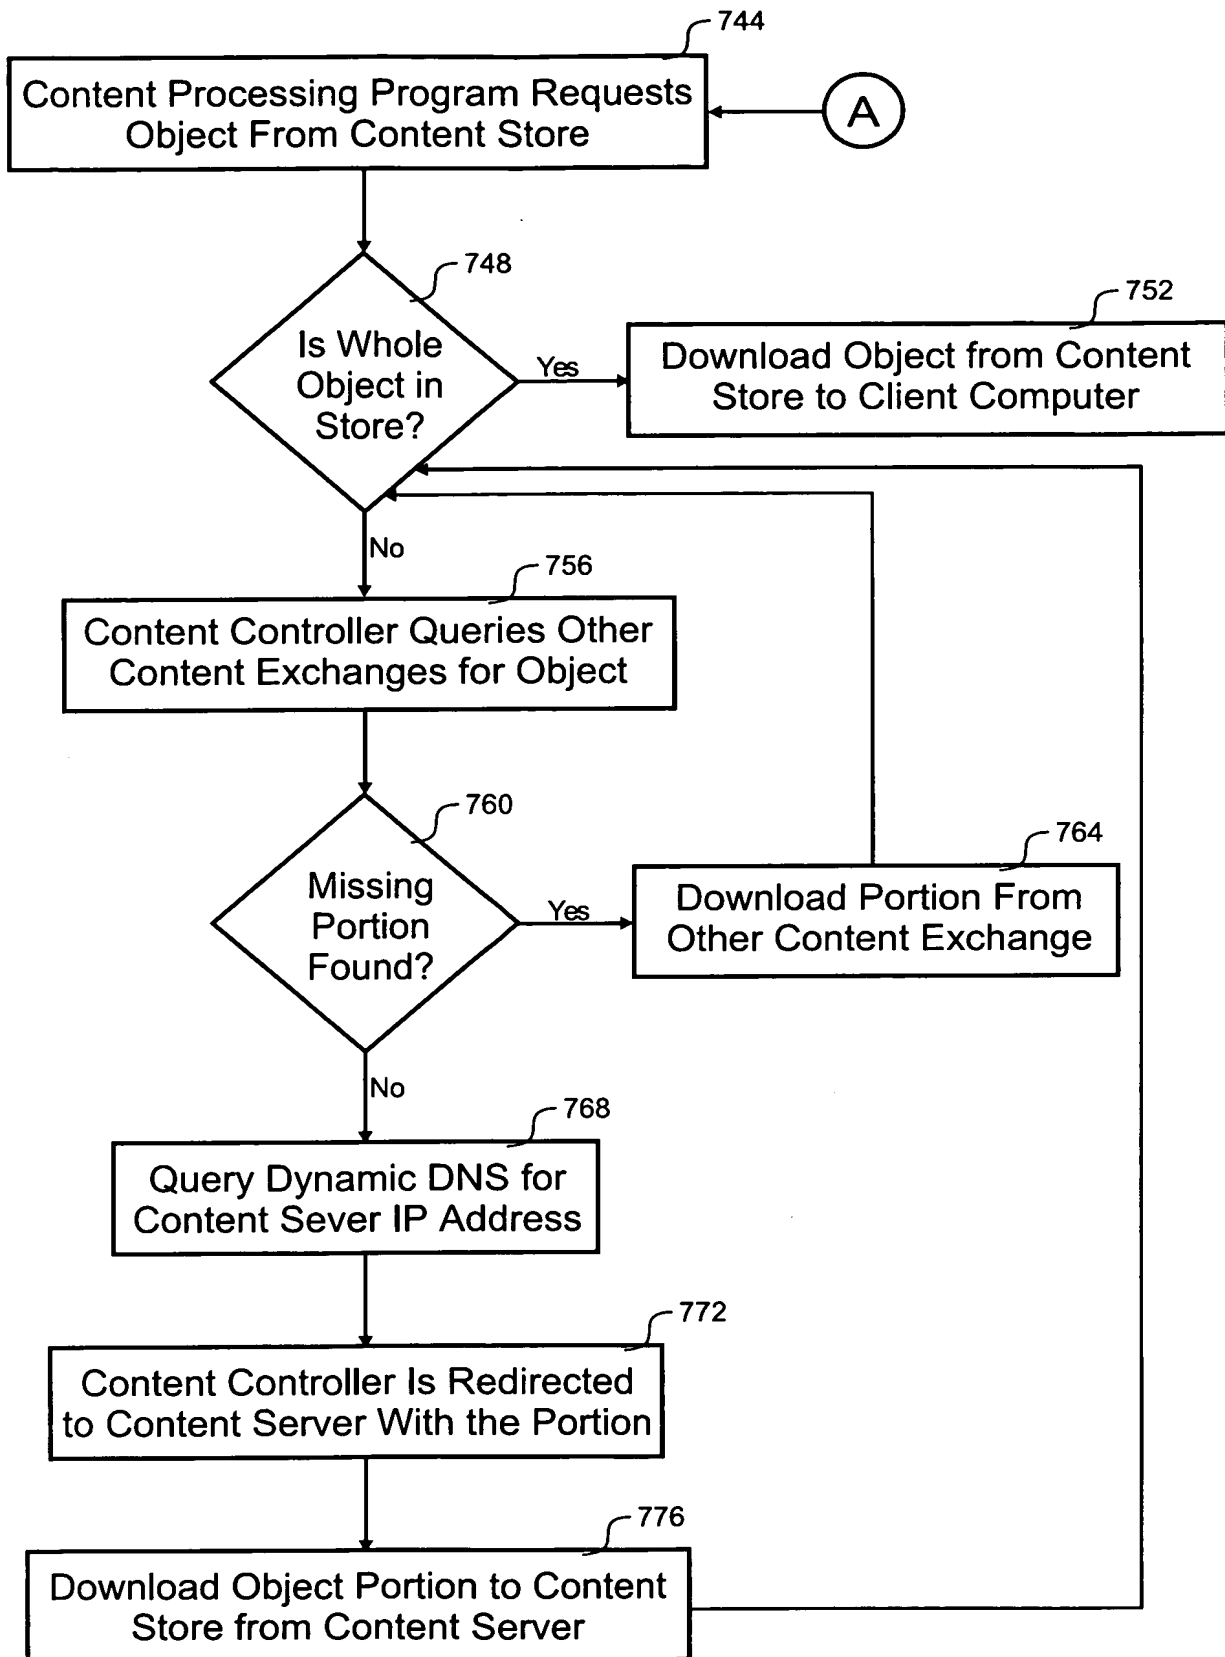 744
Content Processing Program Requests
Object From Content Store
A
748
Is Whole
Object in
Store?
Yes
752
Download Object from Content
Store to Client Computer
No
756
Content Controller Queries Other
Content Exchanges for Object
760
Missing
Portion
Found?
Yes
764
Download Portion From
Other Content Exchange
No
768
Query Dynamic DNS for
Content Sever IP Address
772
Content Controller Is Redirected
to Content Server With the Portion
776
Download Object Portion to Content
Store from Content Server